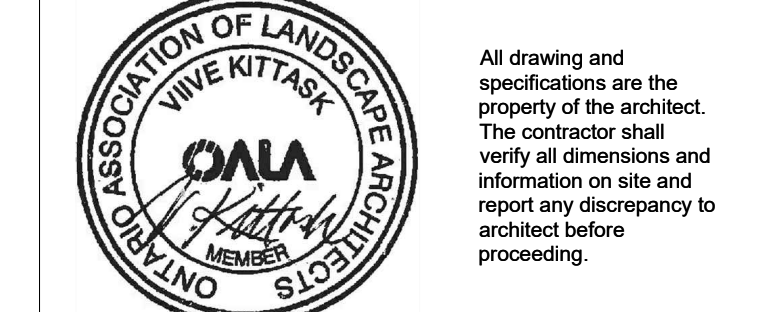 ONTARIO ASSOCIATION OF LANDSCAPE ARCHITECTS
VIIVE KITTASK
OALA
V. Kittask
MEMBER
All drawing and
specifications are the
property of the architect.
The contractor shall
verify all dimensions and
information on site and
report any discrepancy to
architect before
proceeding.